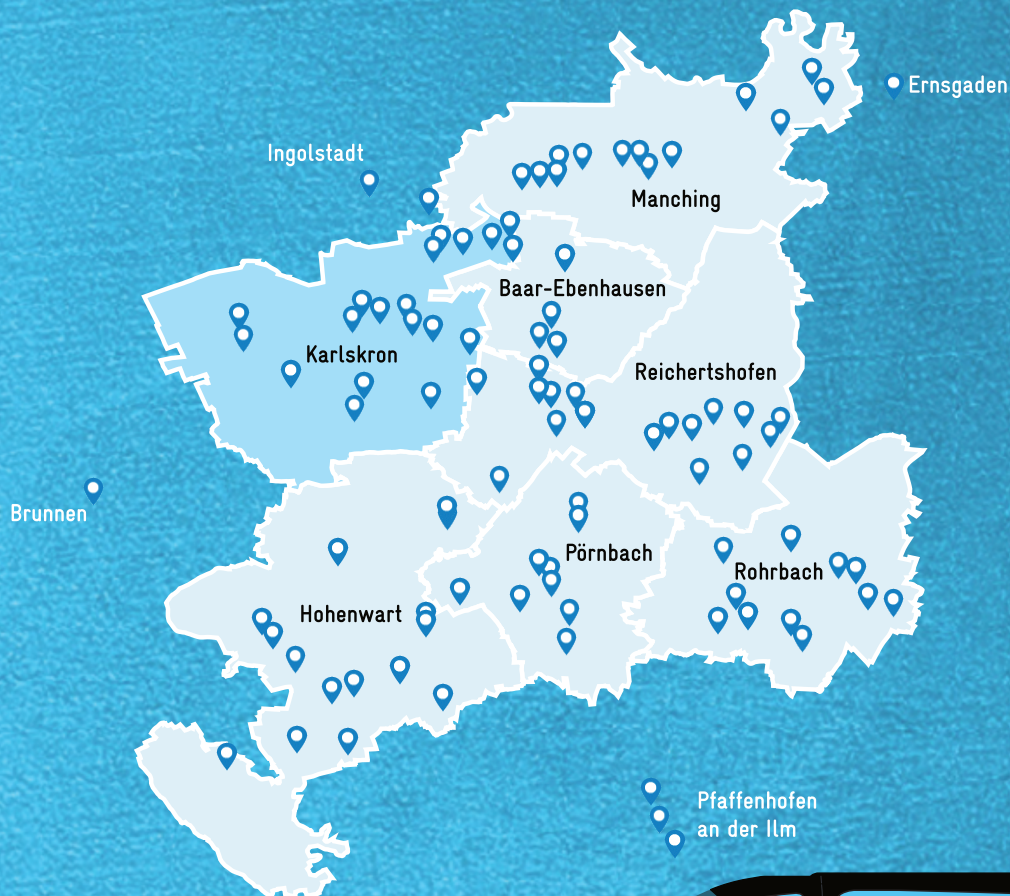 Ernsgaden
Ingolstadt
Manching
Baar-Ebenhausen
Karlskron
Reichertshofen
Brunnen
Pörnbach
Rohrbach
Hohenwart
Pfaffenhofen
an der Ilm